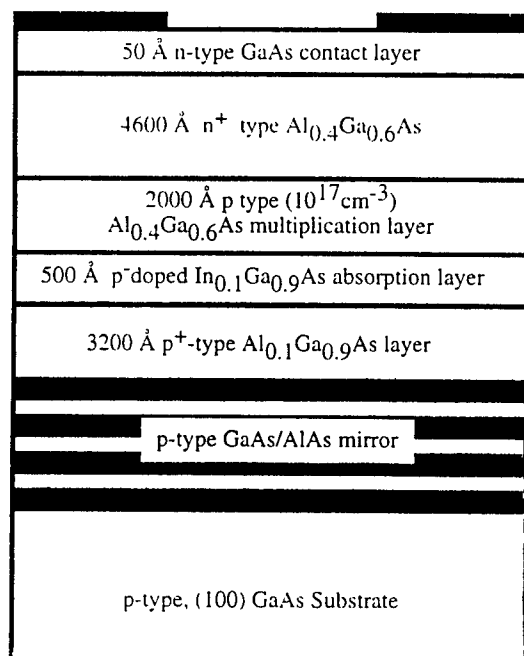 50 Å n-type GaAs contact layer
4600 Å n⁺ type Al₀.₄Ga₀.₆As
2000 Å p type (10¹⁷cm⁻³)
Al₀.₄Ga₀.₆As multiplication layer
500 Å p⁻doped In₀.₁Ga₀.₉As absorption layer
3200 Å p⁺-type Al₀.₁Ga₀.₉As layer
p-type GaAs/AlAs mirror
p-type, (100) GaAs Substrate